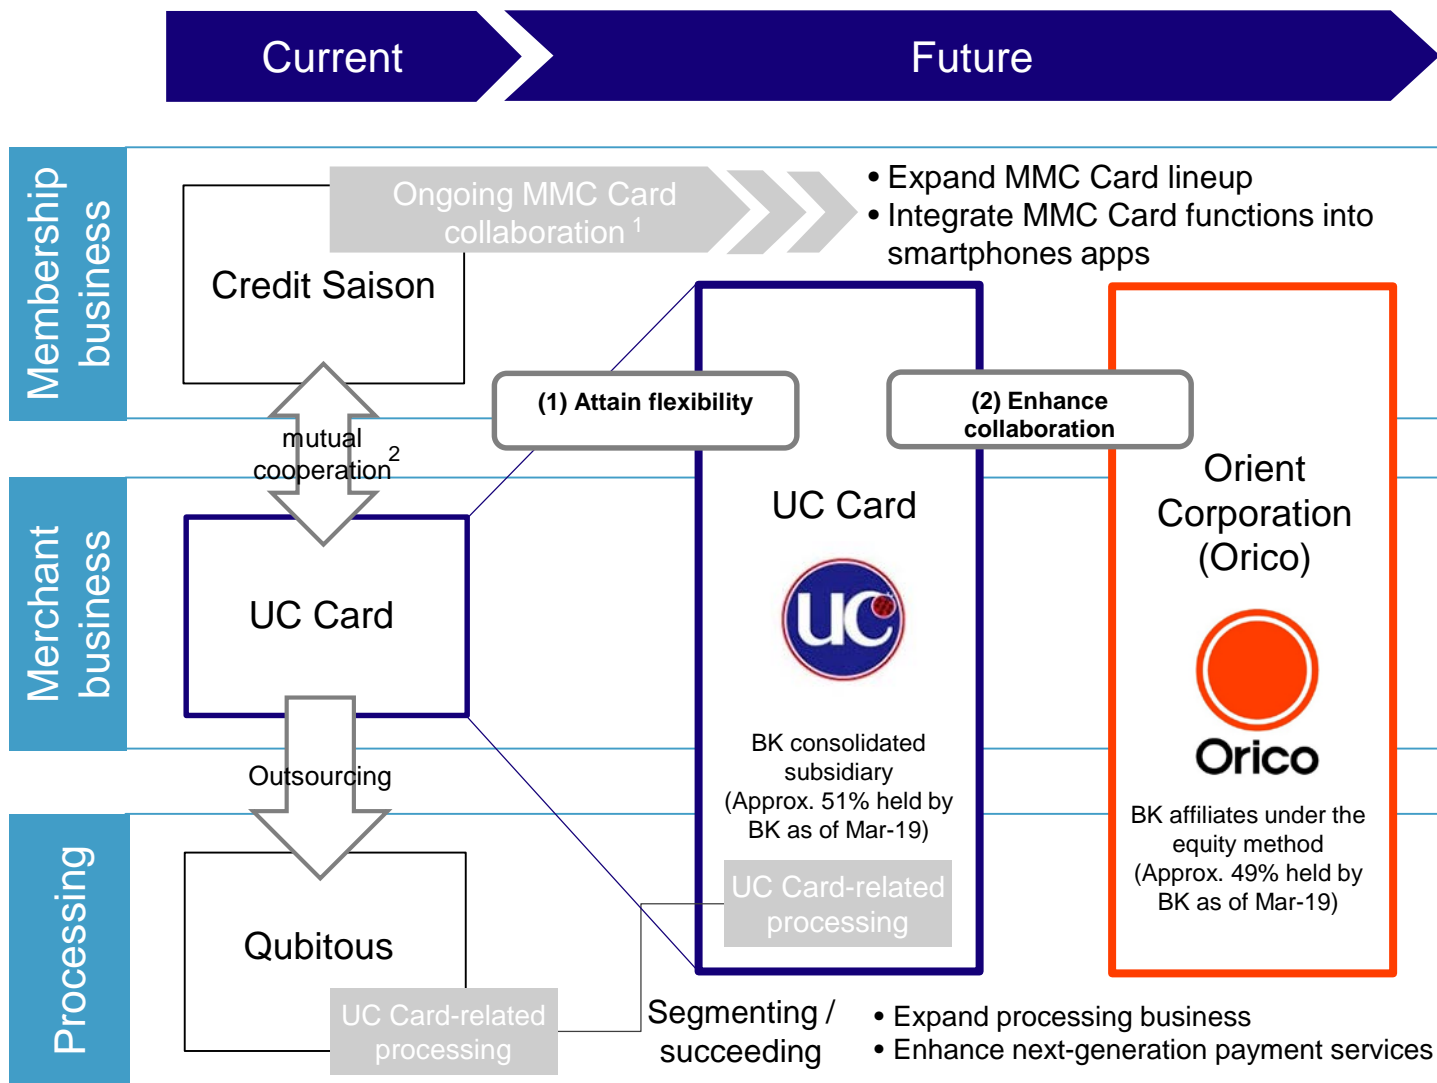 Current
Future
Membership
business
Ongoing MMC Card
collaboration 1
• Expand MMC Card lineup
• Integrate MMC Card functions into
smartphones apps
Credit Saison
(1) Attain flexibility
(2) Enhance
collaboration
mutual
cooperation2
Merchant
business
UC Card
UC Card
UC
Orient
Corporation
(Orico)
Orico
BK consolidated
subsidiary
(Approx. 51% held by
BK as of Mar-19)
BK affiliates under the
equity method
(Approx. 49% held by
BK as of Mar-19)
Outsourcing
Processing
Qubitous
UC Card-related
processing
UC Card-related
processing
Segmenting /
succeeding
• Expand processing business
• Enhance next-generation payment services